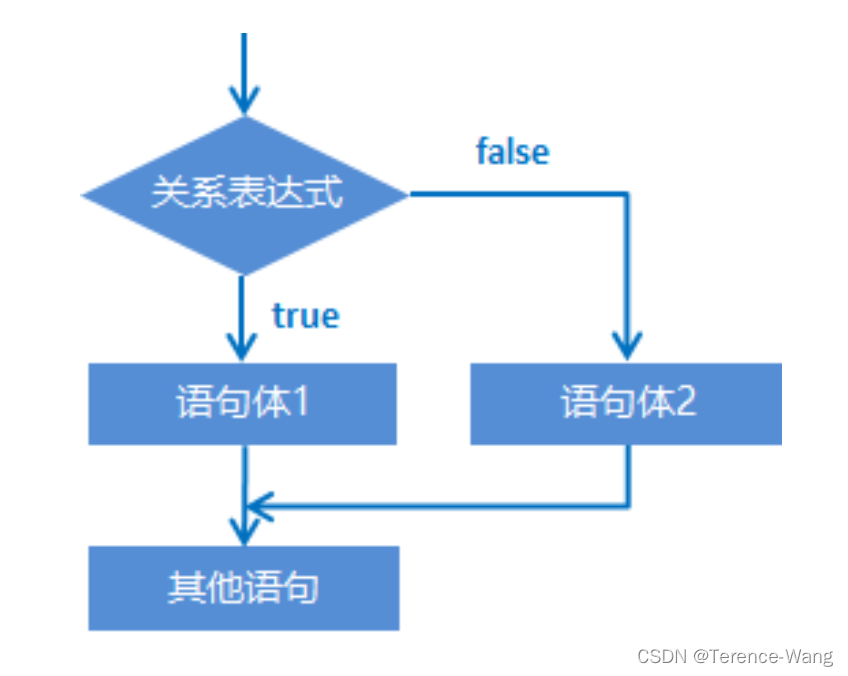 false
关系表达式
true
语句体1
语句体2
其他语句
CSDN @Terence-Wang